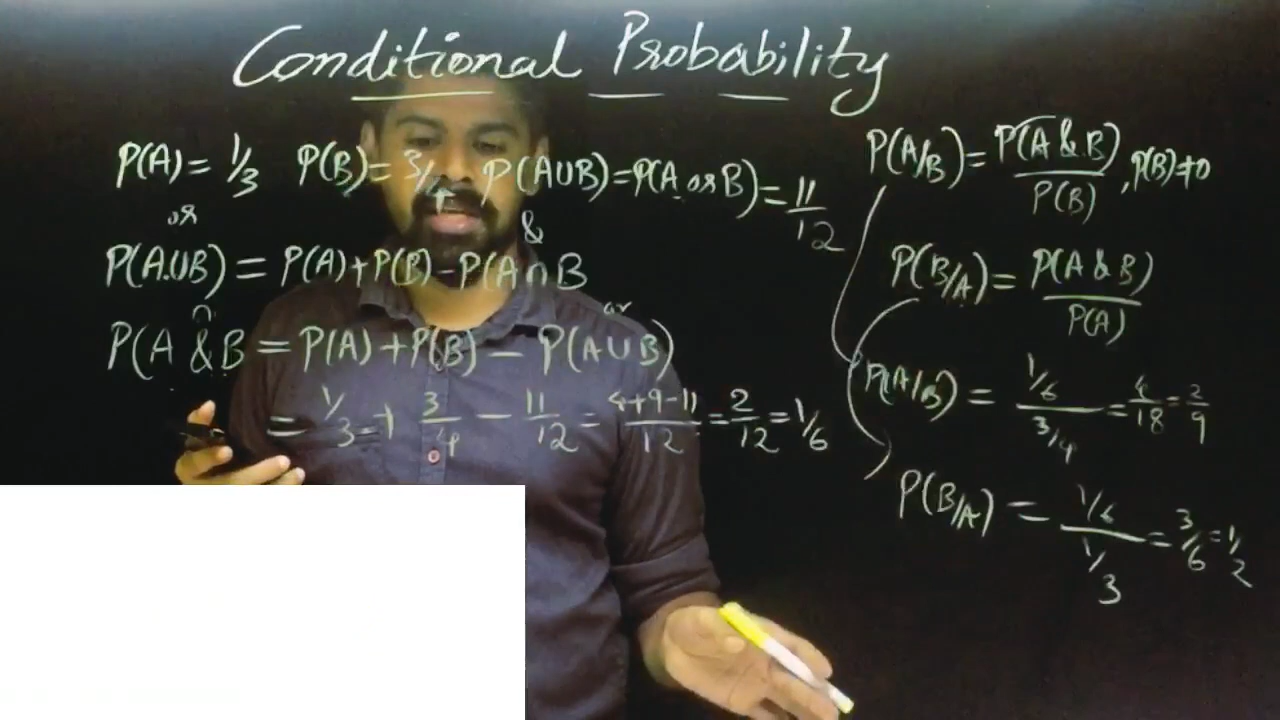 Conditional Probability
P(A) = 1/3 P(B) = 3/4 P(A∪B) = P(A or B) = 11/12
or &
P(A∪B) = P(A) + P(B) - P(A∩B
∩ or
P(A & B = P(A) + P(B) - P(A∪B)
= 1/3 + 3/4 - 11/12 = 4+9-11/12 = 2/12 = 1/6
P(A/B) = P(A & B)/P(B) , P(B)≠0
P(B/A) = P(A & B)/P(A)
P(A/B) = 1/6 / 3/4 = 4/18 = 2/9
P(B/A) = 1/6 / 1/3 = 3/6 = 1/2